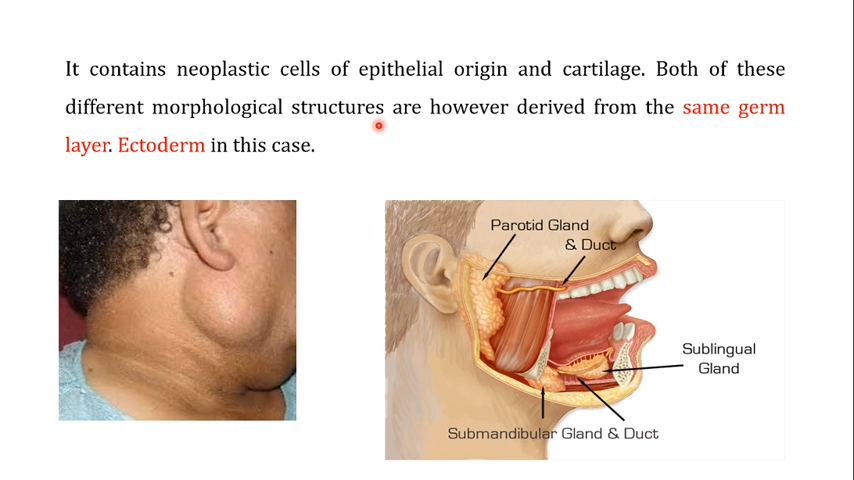 It contains neoplastic cells of epithelial origin and cartilage. Both of these
different morphological structures are however derived from the same germ
layer. Ectoderm in this case.
Parotid Gland
& Duct
Sublingual
Gland
Submandibular Gland & Duct